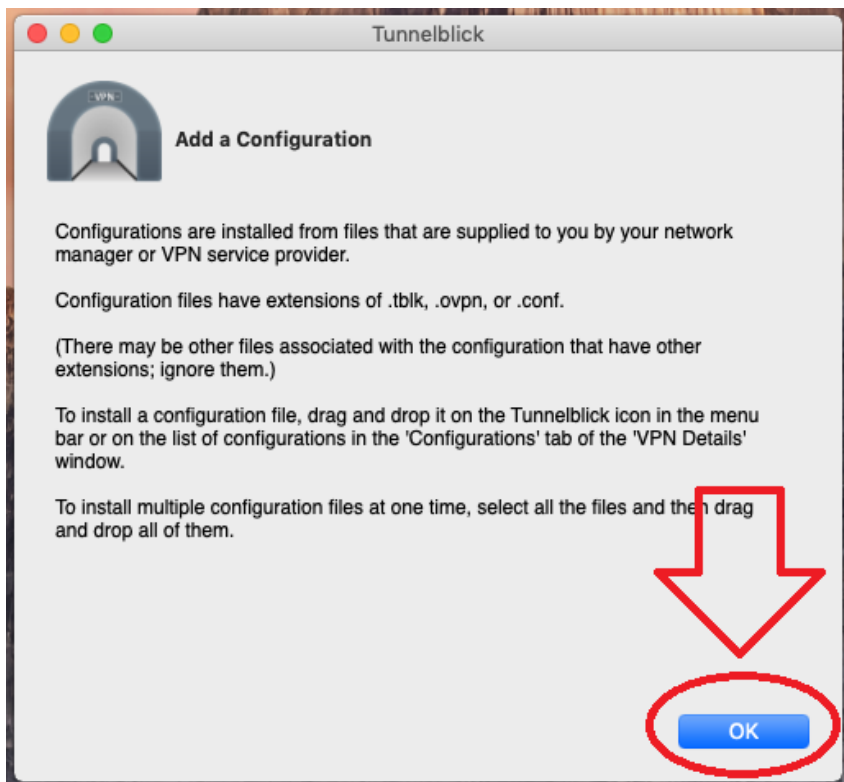 Tunnelblick
-VPN-
Add a Configuration
Configurations are installed from files that are supplied to you by your network
manager or VPN service provider.
Configuration files have extensions of .tblk, .ovpn, or .conf.
(There may be other files associated with the configuration that have other
extensions; ignore them.)
To install a configuration file, drag and drop it on the Tunnelblick icon in the menu
bar or on the list of configurations in the 'Configurations' tab of the 'VPN Details'
window.
To install multiple configuration files at one time, select all the files and then drag
and drop all of them.
OK